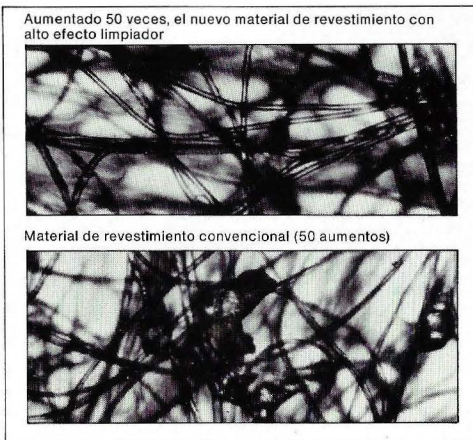 Aumentado 50 veces, el nuevo material de revestimiento con
alto efecto limpiador
Material de revestimiento convencional (50 aumentos)